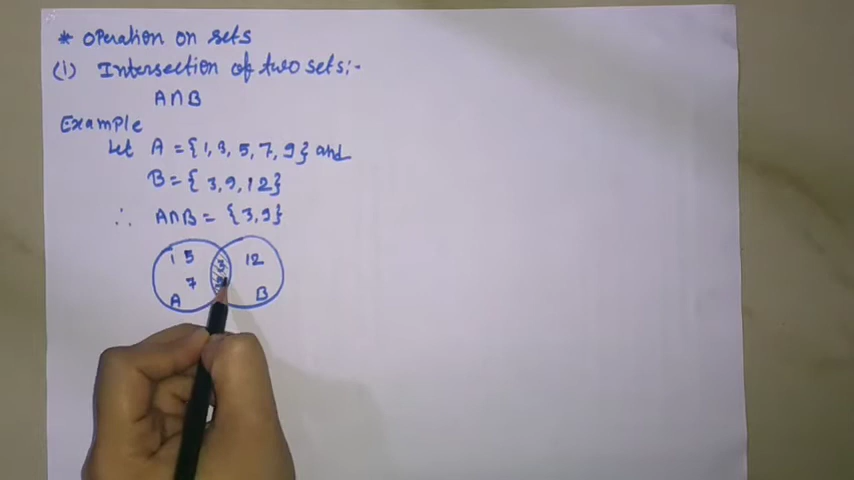 * Operation on sets
(i) Intersection of two sets:-
A∩B
Example
Let A = {1, 3, 5, 7, 9} and
B = { 3, 9, 12}
∴ A∩B = {3, 9}
1 5 3 12
7
A B